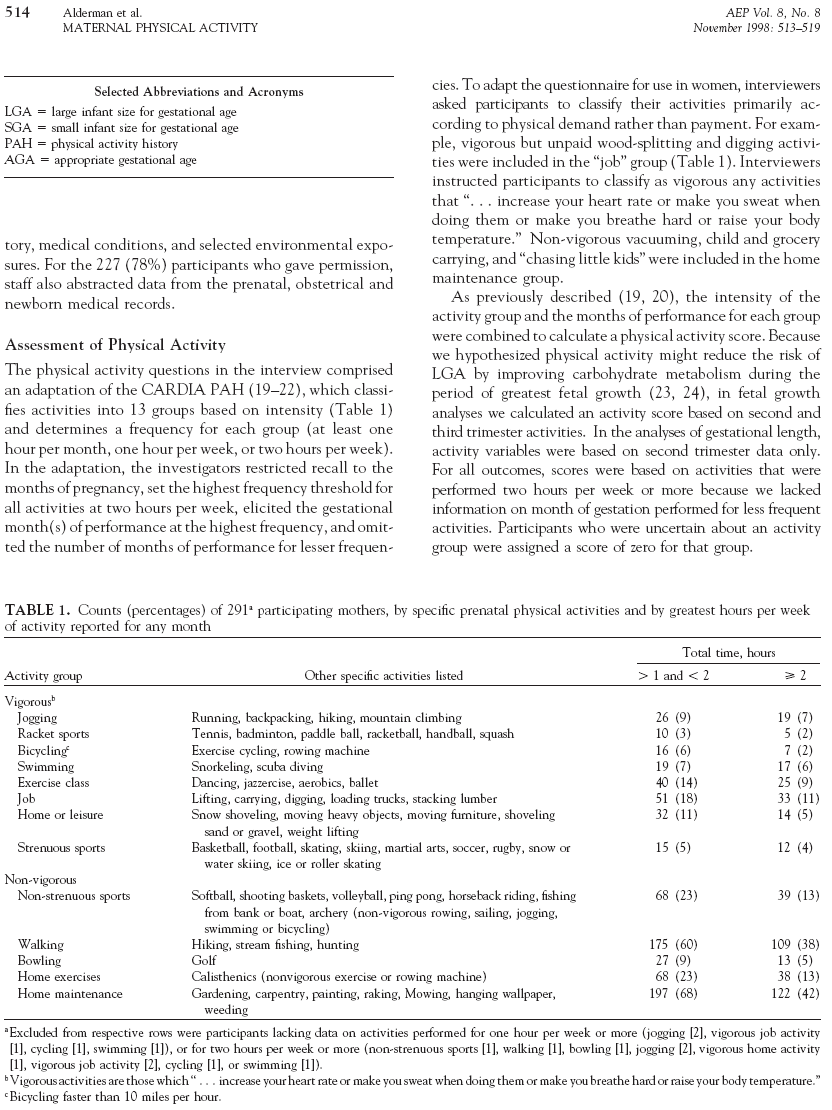 514 Alderman et al.
MATERNAL PHYSICAL ACTIVITY
AEP Vol. 8, No. 8
November 1998: 513–519
Selected Abbreviations and Acronyms
LGA = large infant size for gestational age
SGA = small infant size for gestational age
PAH = physical activity history
AGA = appropriate gestational age
tory, medical conditions, and selected environmental expo-
sures. For the 227 (78%) participants who gave permission,
staff also abstracted data from the prenatal, obstetrical and
newborn medical records.
Assessment of Physical Activity
The physical activity questions in the interview comprised
an adaptation of the CARDIA PAH (19–22), which classi-
fies activities into 13 groups based on intensity (Table 1)
and determines a frequency for each group (at least one
hour per month, one hour per week, or two hours per week).
In the adaptation, the investigators restricted recall to the
months of pregnancy, set the highest frequency threshold for
all activities at two hours per week, elicited the gestational
month(s) of performance at the highest frequency, and omit-
ted the number of months of performance for lesser frequen-
cies. To adapt the questionnaire for use in women, interviewers
asked participants to classify their activities primarily ac-
cording to physical demand rather than payment. For exam-
ple, vigorous but unpaid wood-splitting and digging activi-
ties were included in the “job” group (Table 1). Interviewers
instructed participants to classify as vigorous any activities
that “. . . increase your heart rate or make you sweat when
doing them or make you breathe hard or raise your body
temperature.” Non-vigorous vacuuming, child and grocery
carrying, and “chasing little kids” were included in the home
maintenance group.
As previously described (19, 20), the intensity of the
activity group and the months of performance for each group
were combined to calculate a physical activity score. Because
we hypothesized physical activity might reduce the risk of
LGA by improving carbohydrate metabolism during the
period of greatest fetal growth (23, 24), in fetal growth
analyses we calculated an activity score based on second and
third trimester activities. In the analyses of gestational length,
activity variables were based on second trimester data only.
For all outcomes, scores were based on activities that were
performed two hours per week or more because we lacked
information on month of gestation performed for less frequent
activities. Participants who were uncertain about an activity
group were assigned a score of zero for that group.
TABLE 1. Counts (percentages) of 291ᵃ participating mothers, by specific prenatal physical activities and by greatest hours per week
of activity reported for any month
Total time, hours
Activity group Other specific activities listed > 1 and < 2 ⩾ 2
Vigorousᵇ
Jogging Running, backpacking, hiking, mountain climbing 26 (9) 19 (7)
Racket sports Tennis, badminton, paddle ball, racketball, handball, squash 10 (3) 5 (2)
Bicyclingᶜ Exercise cycling, rowing machine 16 (6) 7 (2)
Swimming Snorkeling, scuba diving 19 (7) 17 (6)
Exercise class Dancing, jazzercise, aerobics, ballet 40 (14) 25 (9)
Job Lifting, carrying, digging, loading trucks, stacking lumber 51 (18) 33 (11)
Home or leisure Snow shoveling, moving heavy objects, moving furniture, shoveling 32 (11) 14 (5)
sand or gravel, weight lifting
Strenuous sports Basketball, football, skating, skiing, martial arts, soccer, rugby, snow or 15 (5) 12 (4)
water skiing, ice or roller skating
Non-vigorous
Non-strenuous sports Softball, shooting baskets, volleyball, ping pong, horseback riding, fishing 68 (23) 39 (13)
from bank or boat, archery (non-vigorous rowing, sailing, jogging,
swimming or bicycling)
Walking Hiking, stream fishing, hunting 175 (60) 109 (38)
Bowling Golf 27 (9) 13 (5)
Home exercises Calisthenics (nonvigorous exercise or rowing machine) 68 (23) 38 (13)
Home maintenance Gardening, carpentry, painting, raking, Mowing, hanging wallpaper, 197 (68) 122 (42)
weeding
ᵃ Excluded from respective rows were participants lacking data on activities performed for one hour per week or more (jogging [2], vigorous job activity
[1], cycling [1], swimming [1]), or for two hours per week or more (non-strenuous sports [1], walking [1], bowling [1], jogging [2], vigorous home activity
[1], vigorous job activity [2], cycling [1], or swimming [1]).
ᵇ Vigorous activities are those which “ . . . increase your heart rate or make you sweat when doing them or make you breathe hard or raise your body temperature.”
ᶜ Bicycling faster than 10 miles per hour.